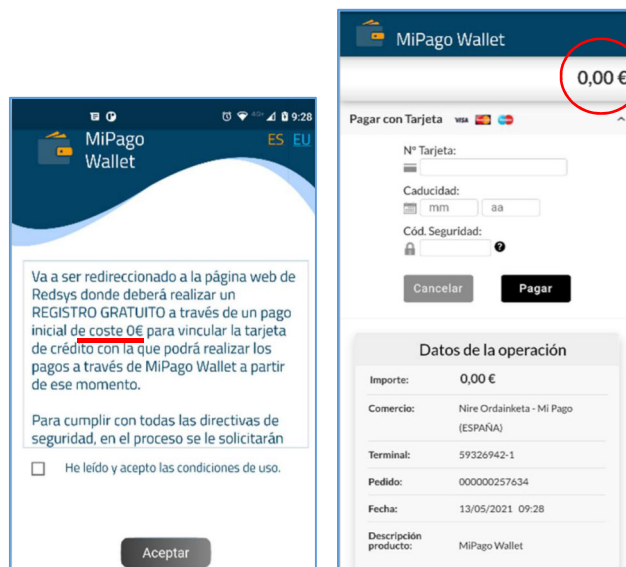 9:28
MiPago
Wallet
ES EU
Va a ser redireccionado a la página web de
Redsys donde deberá realizar un
REGISTRO GRATUITO a través de un pago
inicial de coste 0€ para vincular la tarjeta
de crédito con la que podrá realizar los
pagos a través de MiPago Wallet a partir
de ese momento.
Para cumplir con todas las directivas de
seguridad, en el proceso se le solicitarán
He leído y acepto las condiciones de uso.
Aceptar
MiPago Wallet
0,00 €
Pagar con Tarjeta VISA
Nº Tarjeta:
Caducidad:
mm aa
Cód. Seguridad:
?
Cancelar Pagar
Datos de la operación
Importe: 0,00 €
Comercio: Nire Ordainketa - Mi Pago
(ESPAÑA)
Terminal: 59326942-1
Pedido: 000000257634
Fecha: 13/05/2021 09:28
Descripción
producto: MiPago Wallet